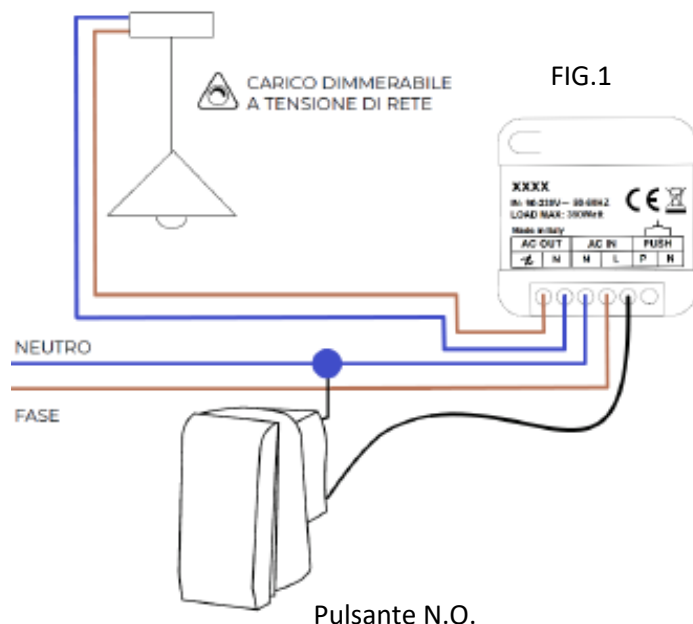 CARICO DIMMERABILE
A TENSIONE DI RETE
FIG.1
XXXX
LOAD MAX:
Made in Italy
CE
AC OUT AC IN PUSH
N N L P N
NEUTRO
FASE
Pulsante N.O.